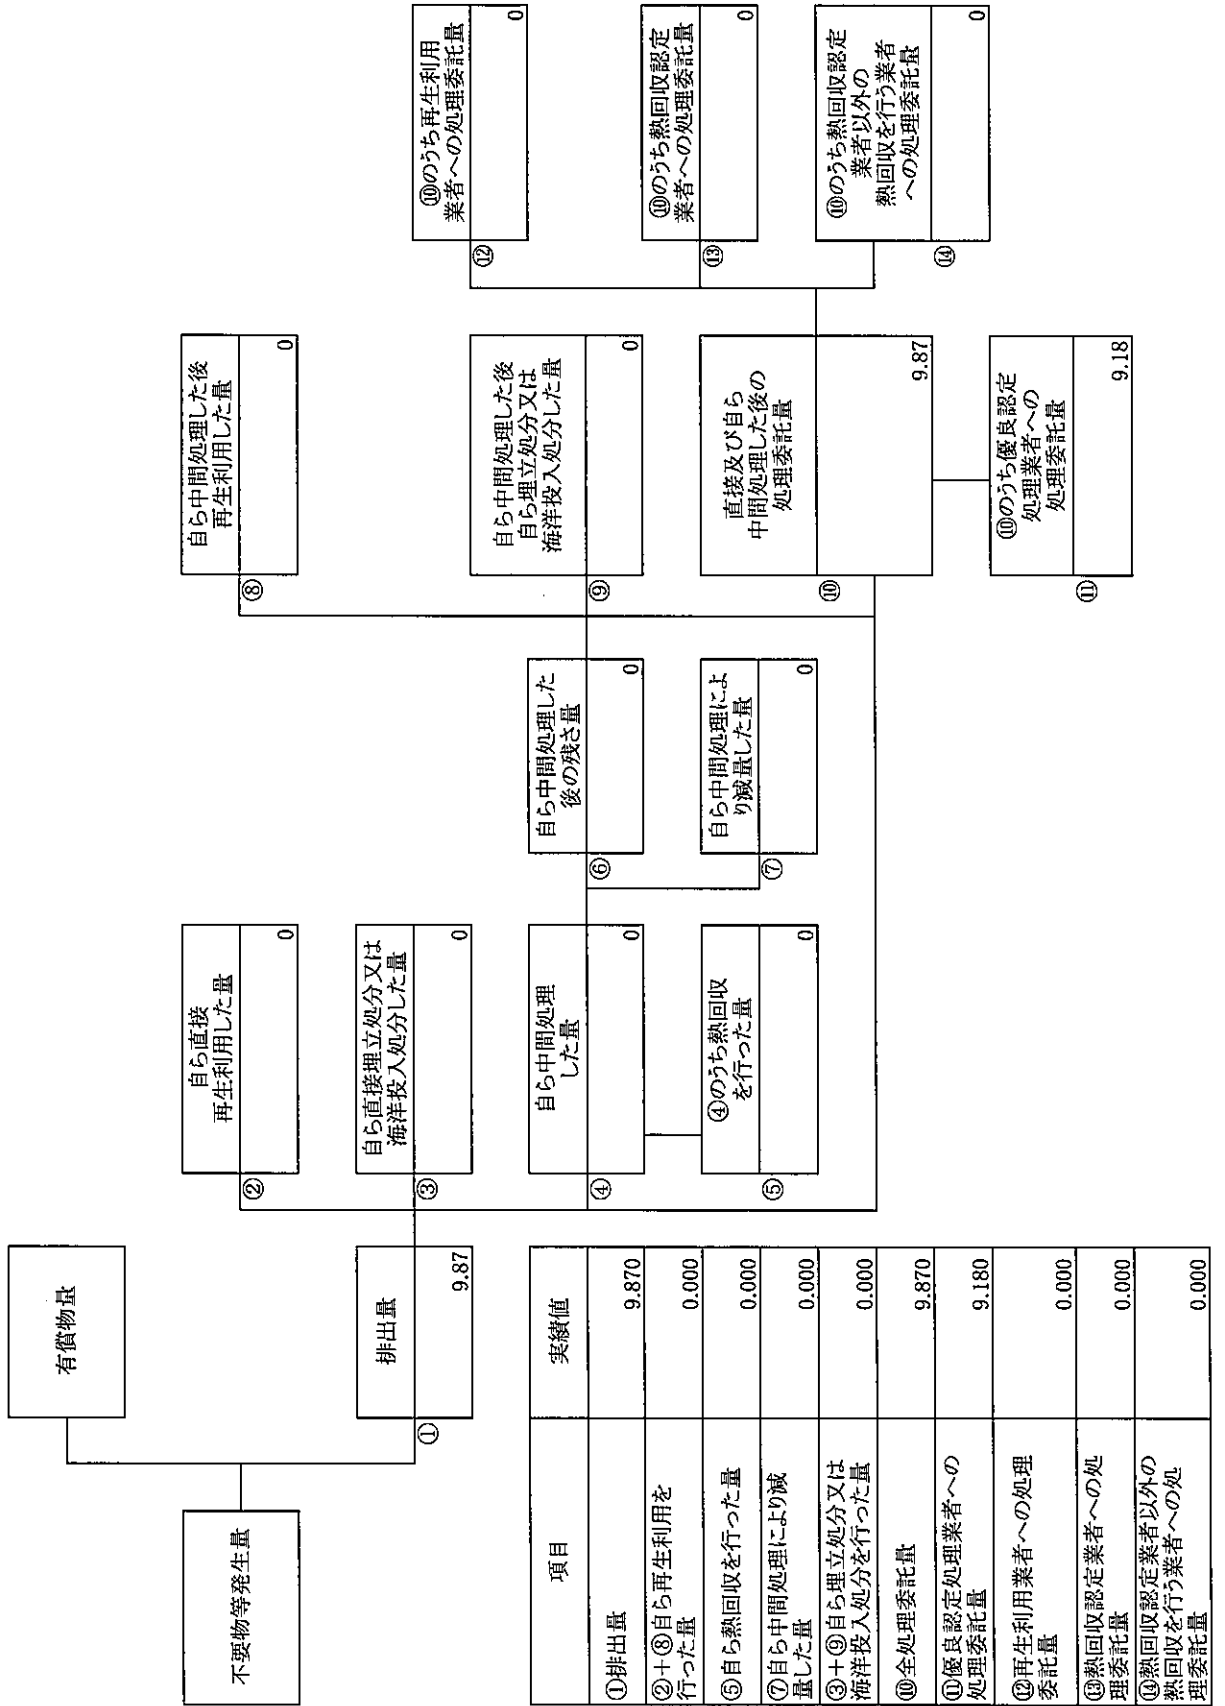 有償物量
不要物等発生量
排出量
①
9.87
自ら直接
再生利用した量
②
0
自ら直接埋立処分又は
海洋投入処分した量
③
0
自ら中間処理
した量
④
0
④のうち熱回収
を行った量
⑤
0
自ら中間処理した
後の残さ量
⑥
0
自ら中間処理によ
り減量した量
⑦
0
自ら中間処理した後
再生利用した量
⑧
0
自ら中間処理した後
自ら埋立処分又は
海洋投入処分した量
⑨
0
直接及び自ら
中間処理した後の
処理委託量
⑩
9.87
⑩のうち優良認定
処理業者への
処理委託量
⑪
9.18
⑩のうち再生利用
業者への処理委託量
⑫
0
⑩のうち熱回収認定
業者への処理委託量
⑬
0
⑩のうち熱回収認定
業者以外の
熱回収を行う業者
への処理委託量
⑭
0
項目 実績値
①排出量 9.870
②+⑧自ら再生利用を
行った量 0.000
⑤自ら熱回収を行った量 0.000
⑦自ら中間処理により減
量した量 0.000
③+⑨自ら埋立処分又は
海洋投入処分を行った量 0.000
⑩全処理委託量 9.870
⑪優良認定処理業者への
処理委託量 9.180
⑫再生利用業者への処理
委託量 0.000
⑬熱回収認定業者への処
理委託量 0.000
⑭熱回収認定業者以外の
熱回収を行う業者への処
理委託量 0.000